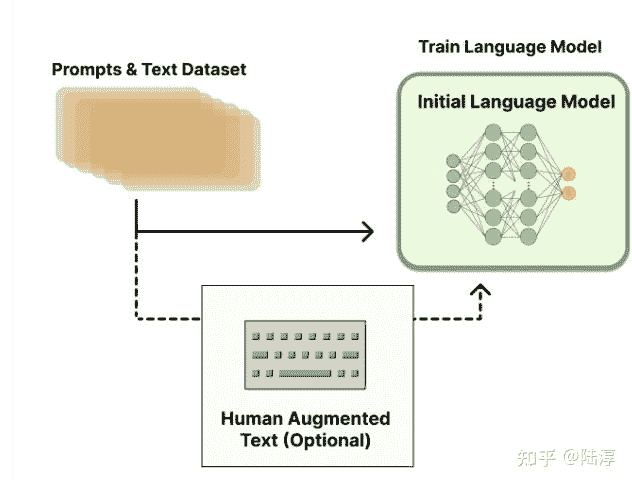 Train Language Model
Prompts & Text Dataset
Initial Language Model
Human Augmented
Text (Optional)
知乎 @陆淳